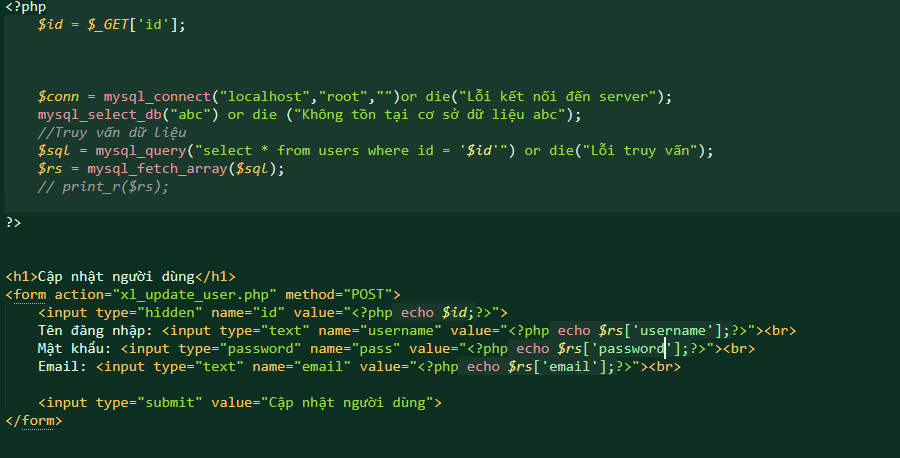 <?php
$id = $_GET['id'];
$conn = mysql_connect("localhost","root","")or die("Lỗi kết nối đến server");
mysql_select_db("abc") or die ("Không tồn tại cơ sở dữ liệu abc");
//Truy vấn dữ liệu
$sql = mysql_query("select * from users where id = '$id'") or die("Lỗi truy vấn");
$rs = mysql_fetch_array($sql);
// print_r($rs);
?>
<h1>Cập nhật người dùng</h1>
<form action="xl_update_user.php" method="POST">
<input type="hidden" name="id" value="<?php echo $id;?>">
Tên đăng nhập: <input type="text" name="username" value="<?php echo $rs['username'];?>"><br>
Mật khẩu: <input type="password" name="pass" value="<?php echo $rs['password'];?>"><br>
Email: <input type="text" name="email" value="<?php echo $rs['email'];?>"><br>
<input type="submit" value="Cập nhật người dùng">
</form>